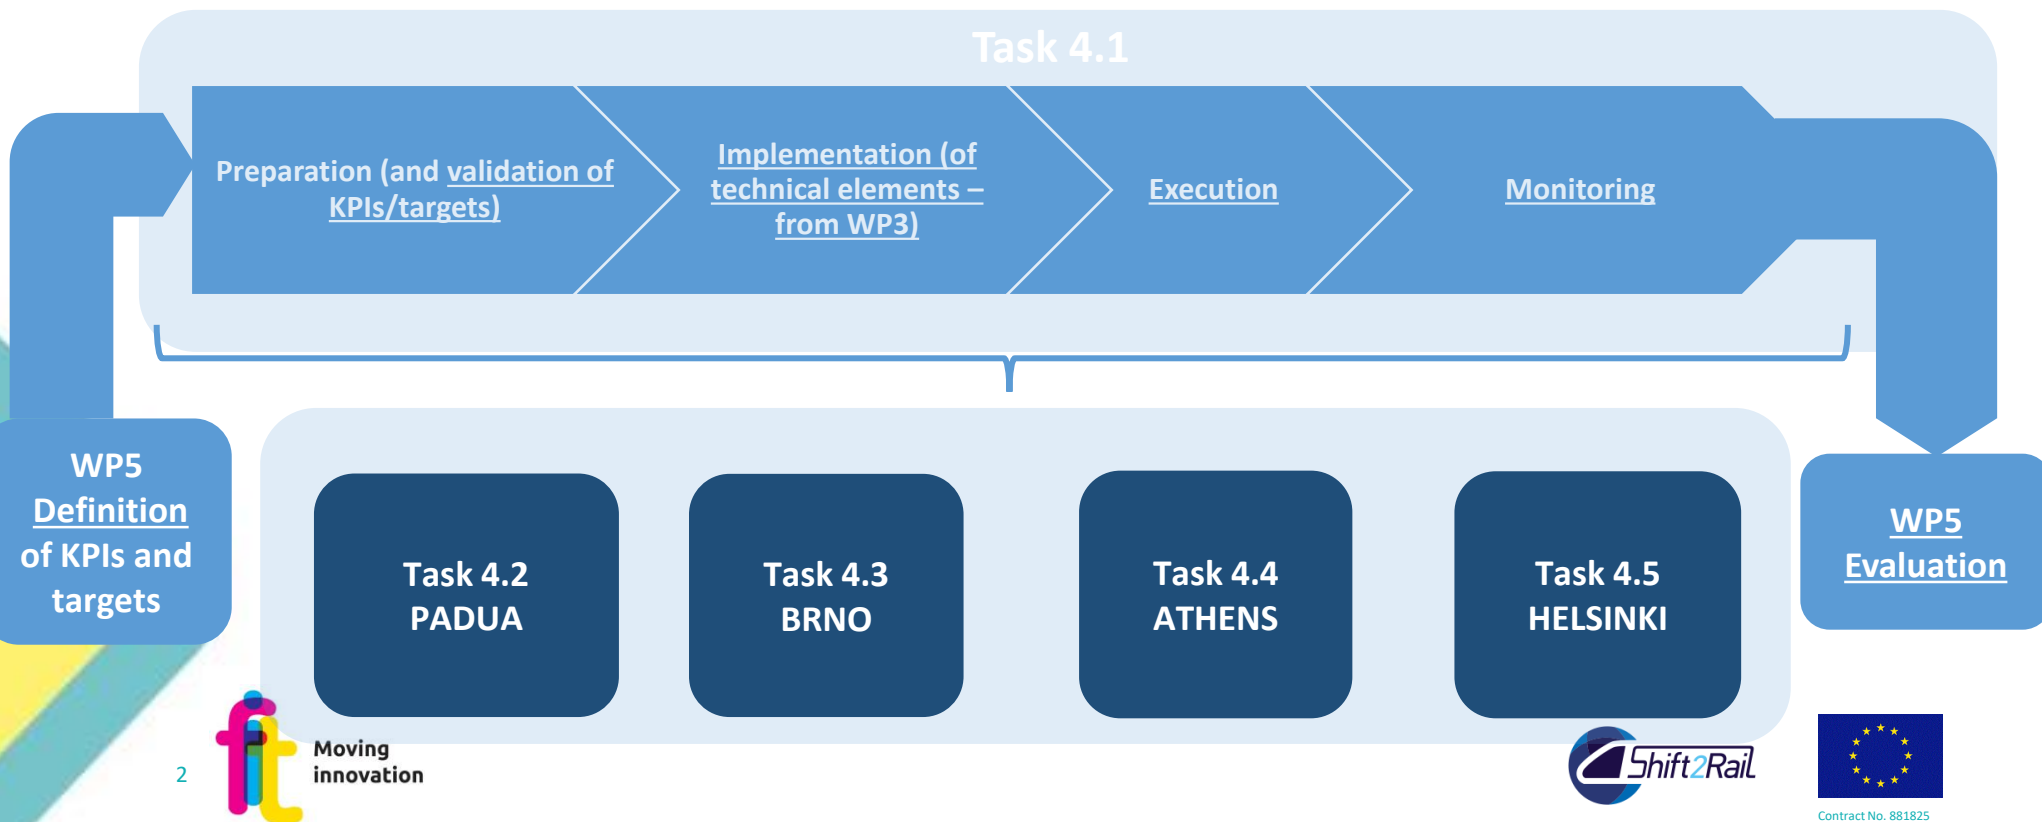 Task 4.1
Preparation (and validation of
KPIs/targets)
Implementation (of
technical elements –
from WP3)
Execution
Monitoring
WP5
Definition
of KPIs and
targets
Task 4.2
PADUA
Task 4.3
BRNO
Task 4.4
ATHENS
Task 4.5
HELSINKI
WP5
Evaluation
2
fit
Moving
innovation
Shift2Rail
Contract No. 881825